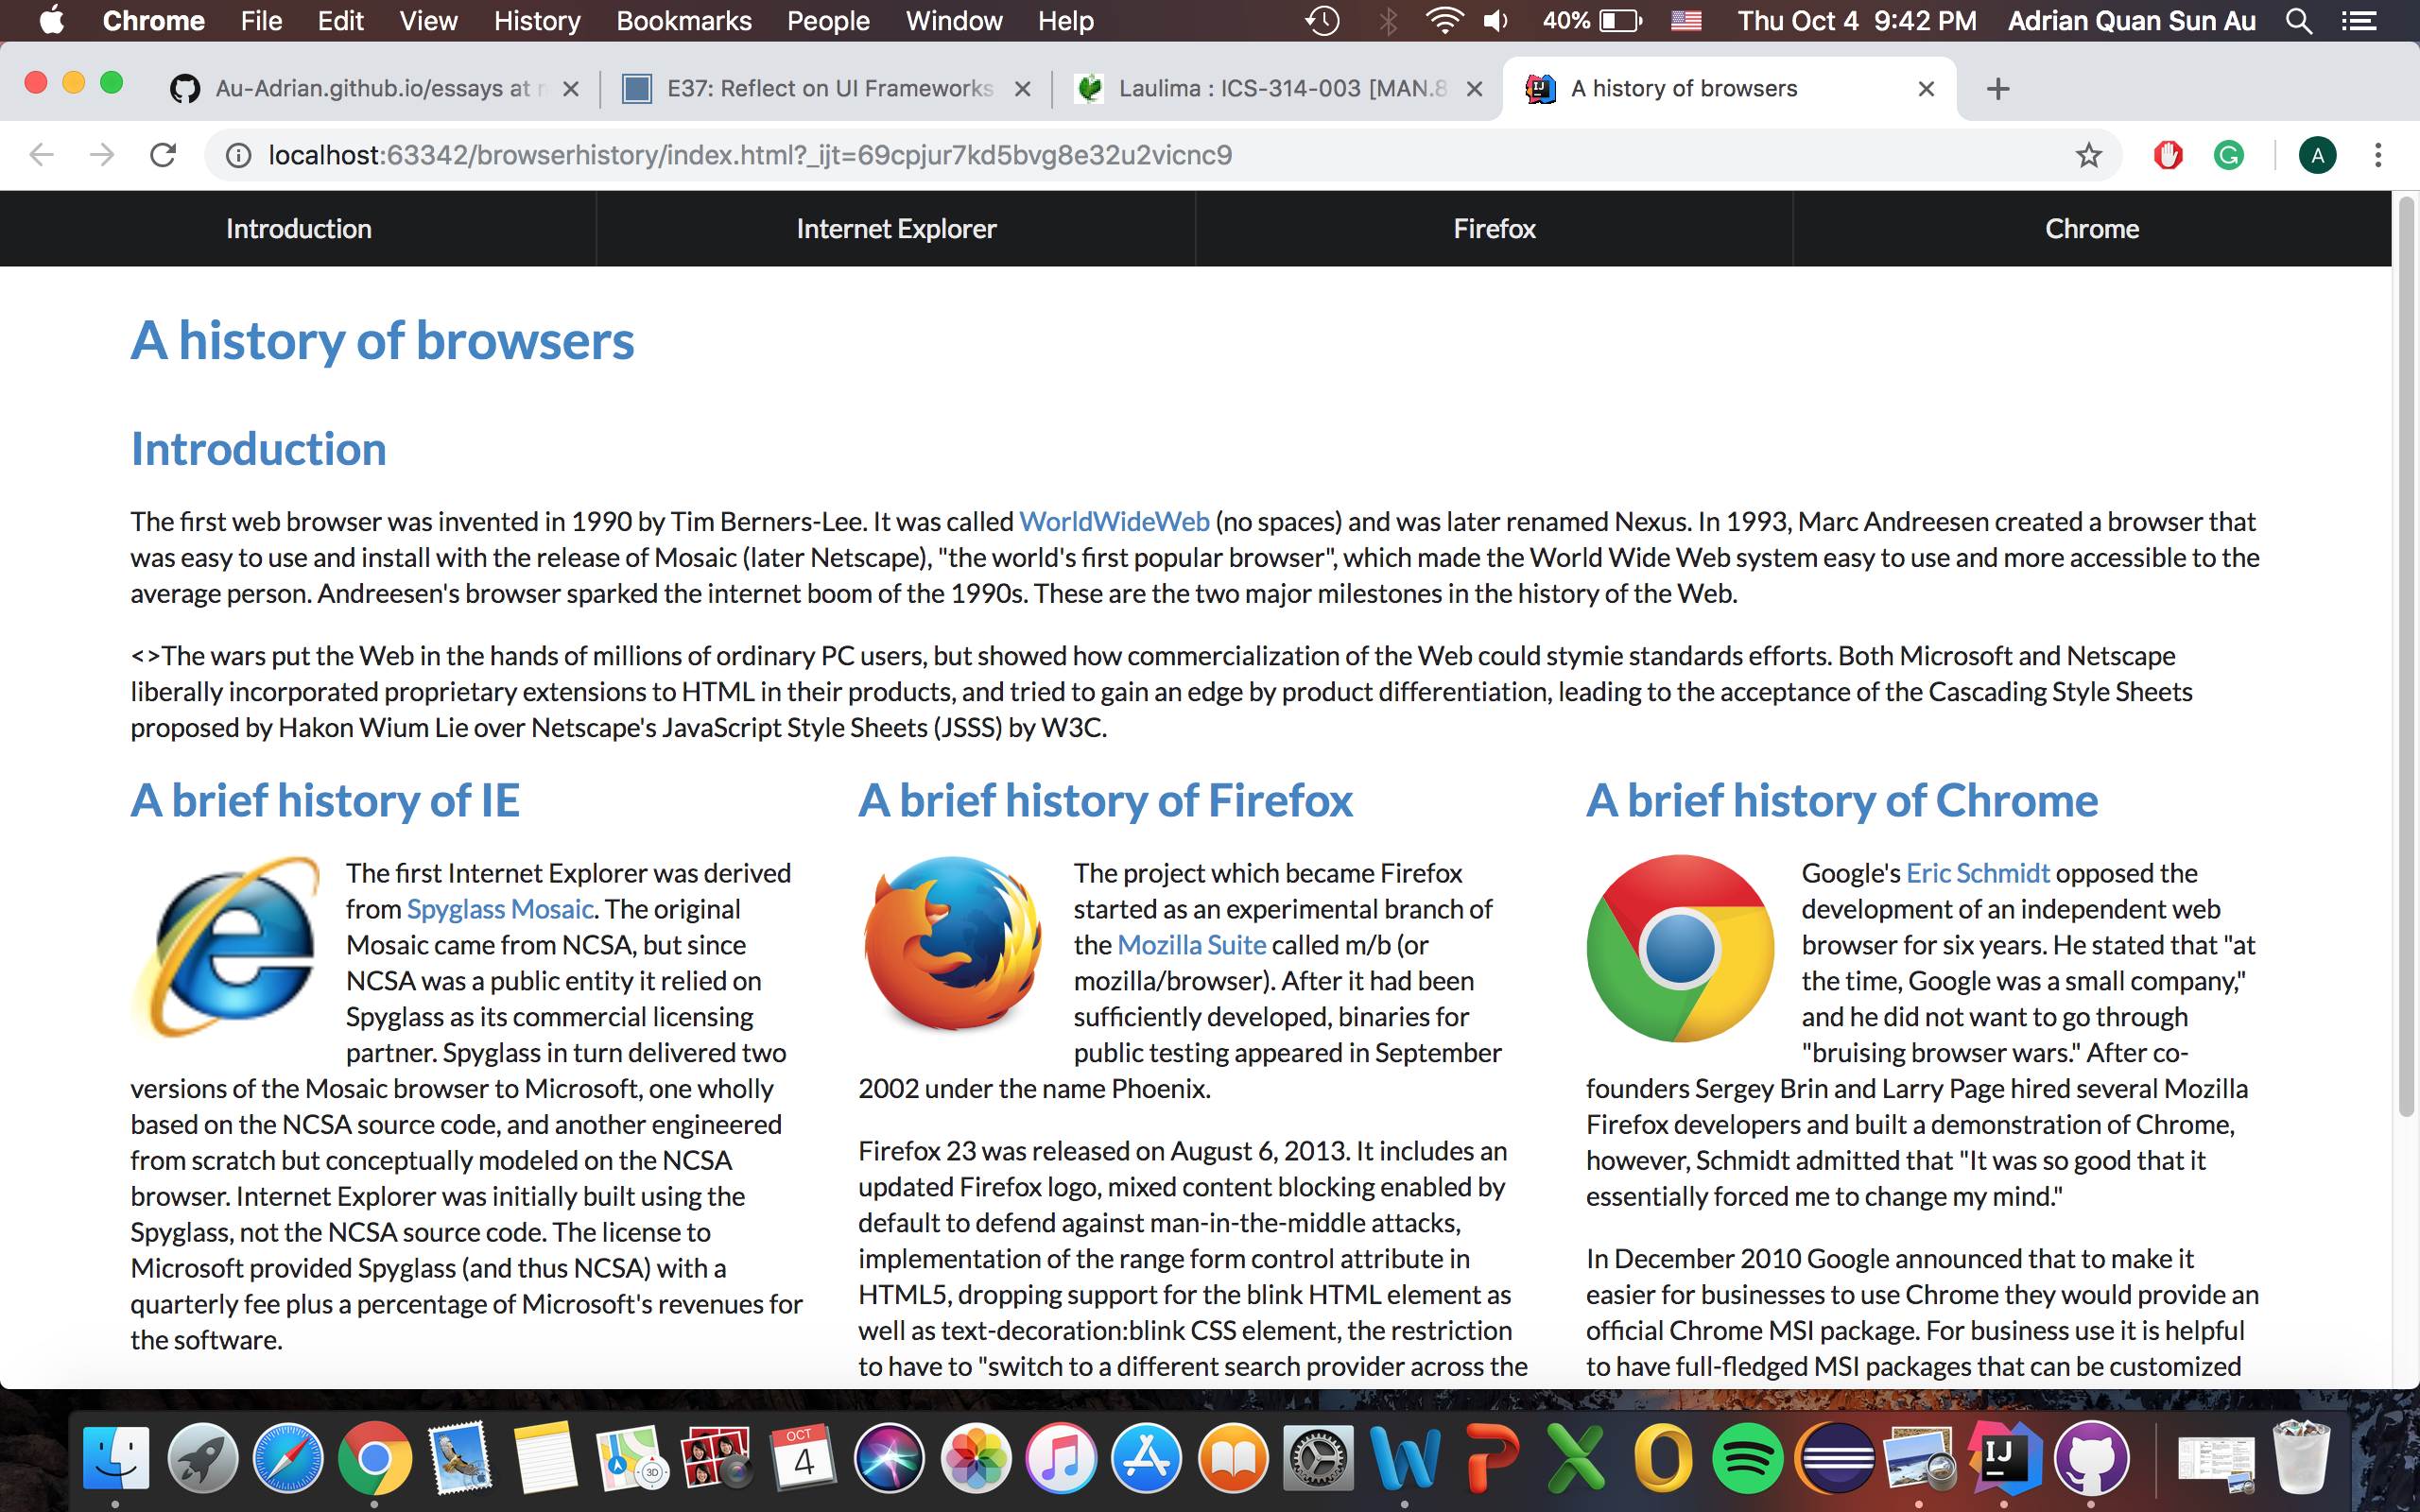 Chrome File Edit View History Bookmarks People Window Help 40% Thu Oct 4 9:42 PM Adrian Quan Sun Au
Au-Adrian.github.io/essays at E37: Reflect on UI Frameworks Laulima : ICS-314-003 [MAN.8 A history of browsers
localhost:63342/browserhistory/index.html?_ijt=69cpjur7kd5bvg8e32u2vicnc9 A
Introduction Internet Explorer Firefox Chrome
A history of browsers
Introduction
The first web browser was invented in 1990 by Tim Berners-Lee. It was called WorldWideWeb (no spaces) and was later renamed Nexus. In 1993, Marc Andreesen created a browser that
was easy to use and install with the release of Mosaic (later Netscape), "the world's first popular browser", which made the World Wide Web system easy to use and more accessible to the
average person. Andreesen's browser sparked the internet boom of the 1990s. These are the two major milestones in the history of the Web.
<>The wars put the Web in the hands of millions of ordinary PC users, but showed how commercialization of the Web could stymie standards efforts. Both Microsoft and Netscape
liberally incorporated proprietary extensions to HTML in their products, and tried to gain an edge by product differentiation, leading to the acceptance of the Cascading Style Sheets
proposed by Hakon Wium Lie over Netscape's JavaScript Style Sheets (JSSS) by W3C.
A brief history of IE
The first Internet Explorer was derived
from Spyglass Mosaic. The original
Mosaic came from NCSA, but since
NCSA was a public entity it relied on
Spyglass as its commercial licensing
partner. Spyglass in turn delivered two
versions of the Mosaic browser to Microsoft, one wholly
based on the NCSA source code, and another engineered
from scratch but conceptually modeled on the NCSA
browser. Internet Explorer was initially built using the
Spyglass, not the NCSA source code. The license to
Microsoft provided Spyglass (and thus NCSA) with a
quarterly fee plus a percentage of Microsoft's revenues for
the software.
A brief history of Firefox
The project which became Firefox
started as an experimental branch of
the Mozilla Suite called m/b (or
mozilla/browser). After it had been
sufficiently developed, binaries for
public testing appeared in September
2002 under the name Phoenix.
Firefox 23 was released on August 6, 2013. It includes an
updated Firefox logo, mixed content blocking enabled by
default to defend against man-in-the-middle attacks,
implementation of the range form control attribute in
HTML5, dropping support for the blink HTML element as
well as text-decoration:blink CSS element, the restriction
to have to "switch to a different search provider across the
A brief history of Chrome
Google's Eric Schmidt opposed the
development of an independent web
browser for six years. He stated that "at
the time, Google was a small company,"
and he did not want to go through
"bruising browser wars." After co-
founders Sergey Brin and Larry Page hired several Mozilla
Firefox developers and built a demonstration of Chrome,
however, Schmidt admitted that "It was so good that it
essentially forced me to change my mind."
In December 2010 Google announced that to make it
easier for businesses to use Chrome they would provide an
official Chrome MSI package. For business use it is helpful
to have full-fledged MSI packages that can be customized
OCT
4
3D
IJ